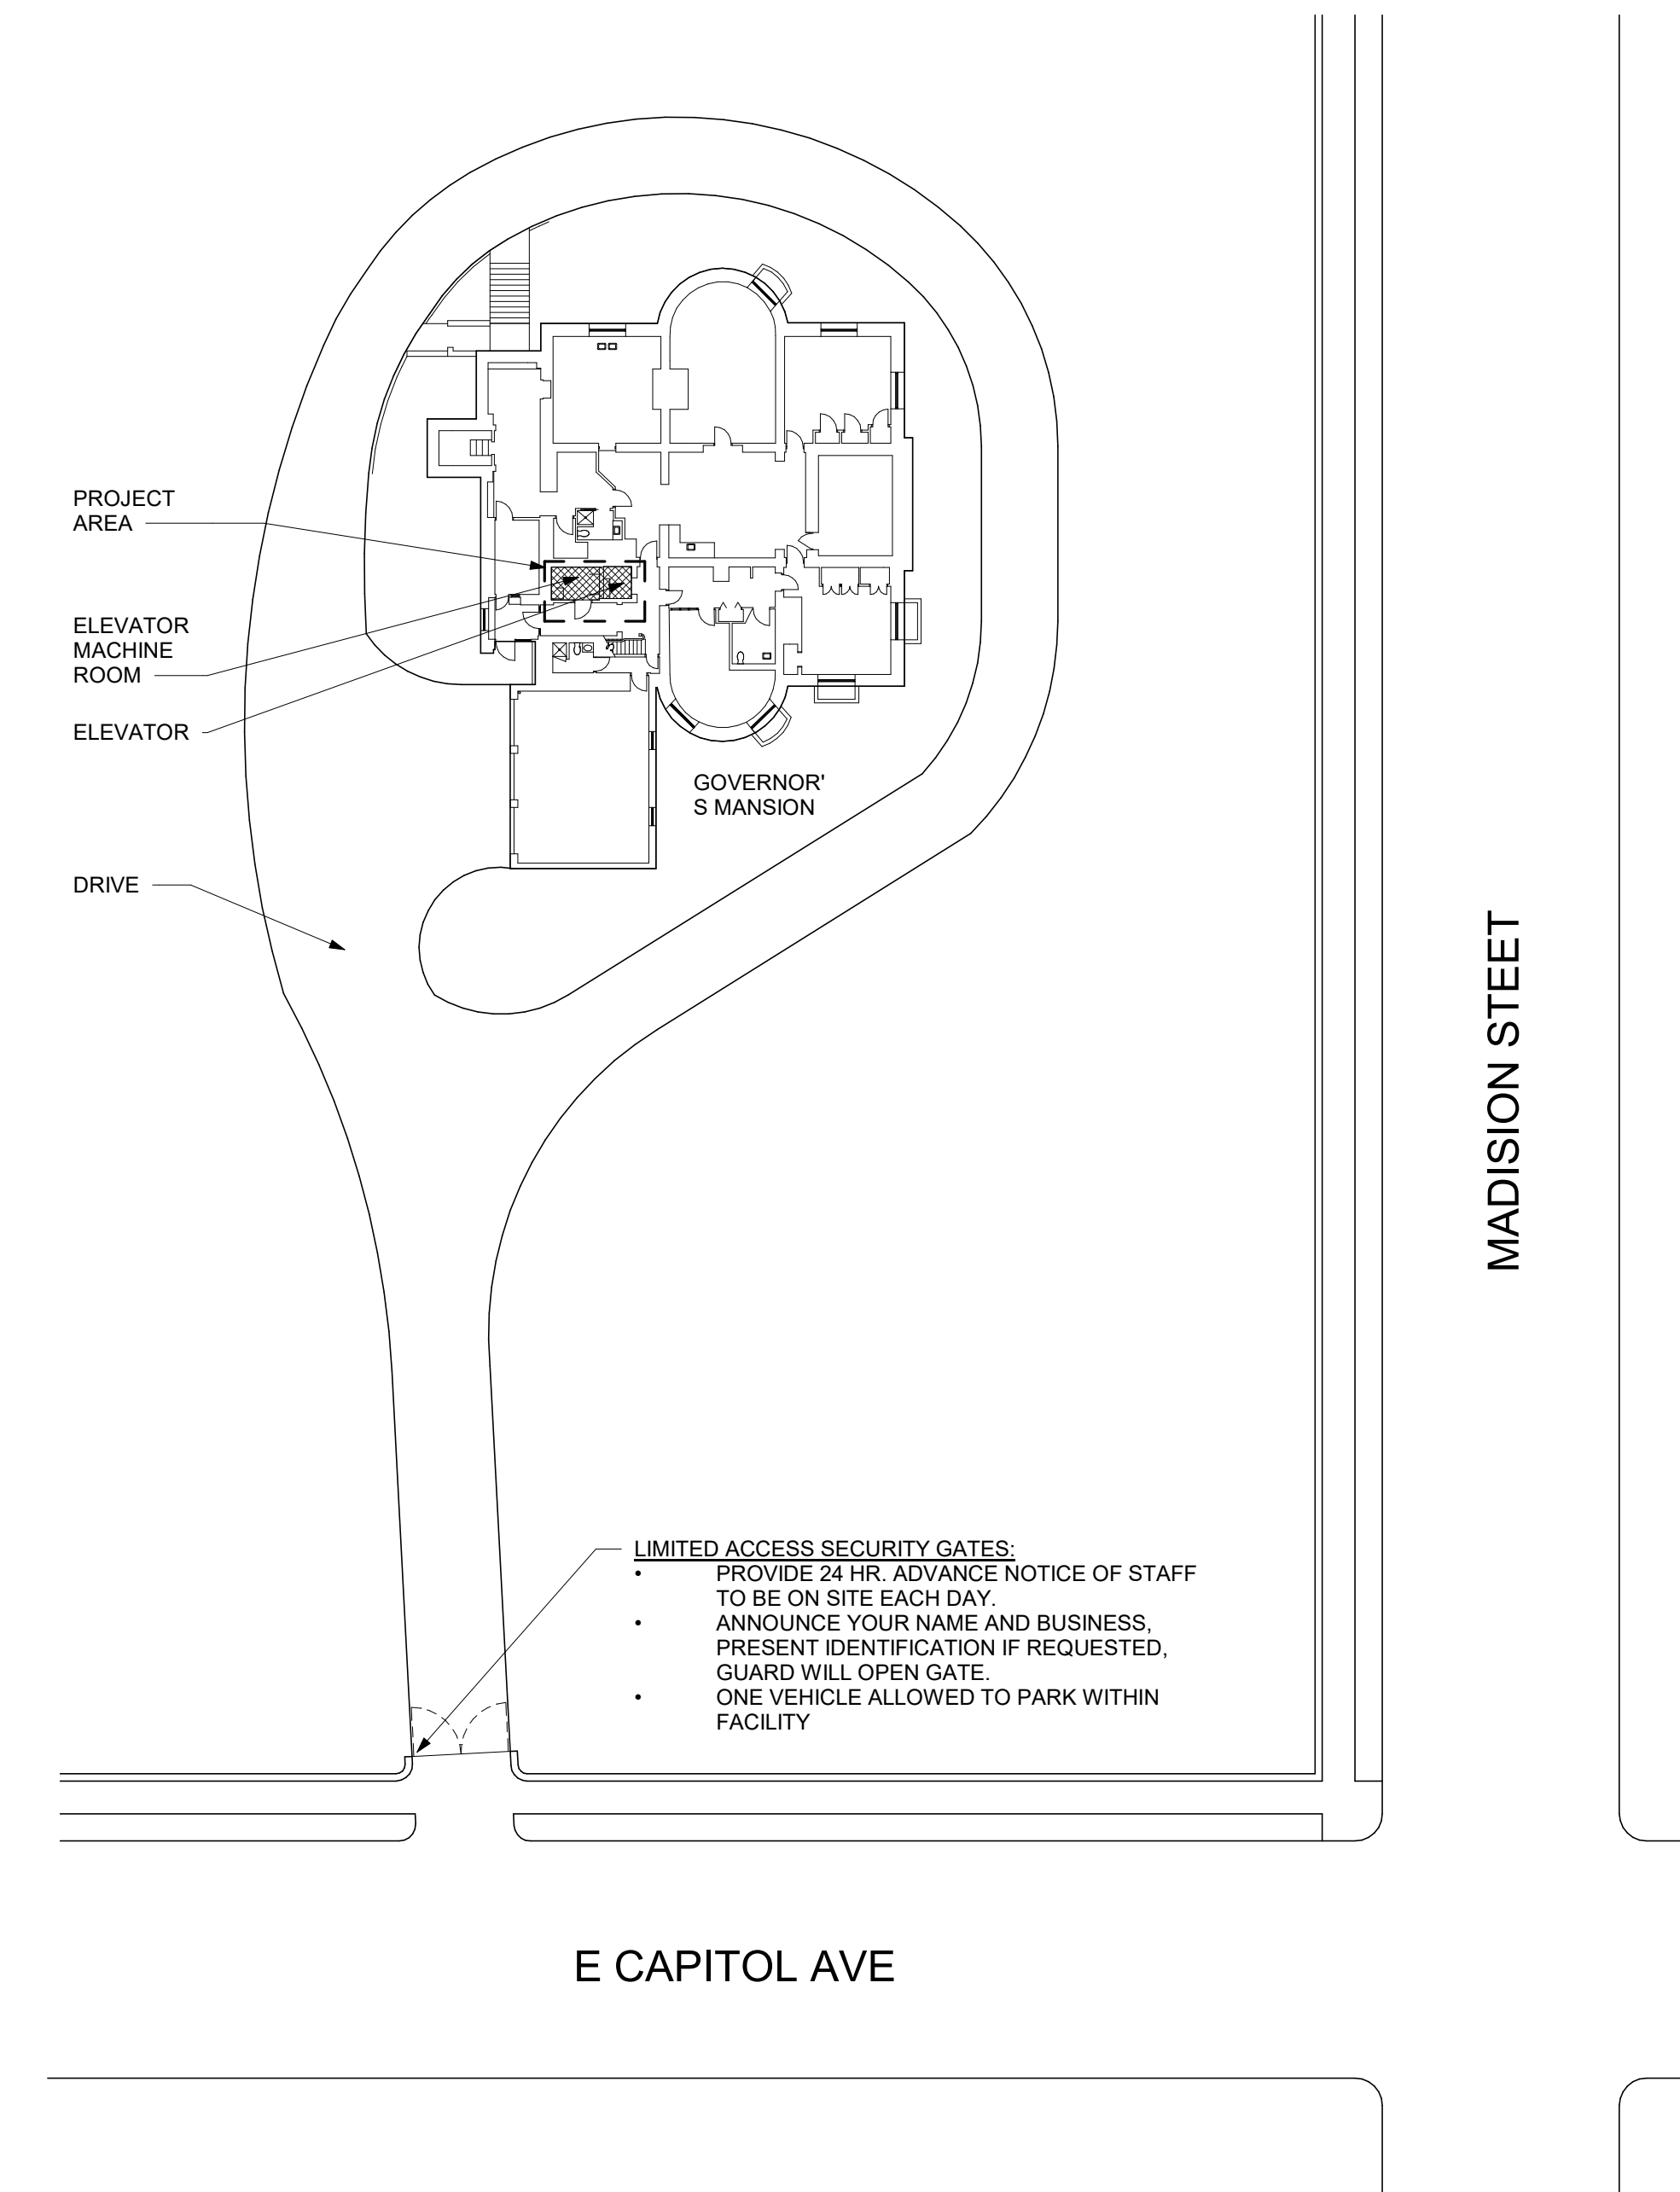 PROJECT
AREA
ELEVATOR
MACHINE
ROOM
ELEVATOR
GOVERNOR'
S MANSION
DRIVE
MADISION STEET
LIMITED ACCESS SECURITY GATES:
• PROVIDE 24 HR. ADVANCE NOTICE OF STAFF
TO BE ON SITE EACH DAY.
• ANNOUNCE YOUR NAME AND BUSINESS,
PRESENT IDENTIFICATION IF REQUESTED,
GUARD WILL OPEN GATE.
• ONE VEHICLE ALLOWED TO PARK WITHIN
FACILITY
E CAPITOL AVE